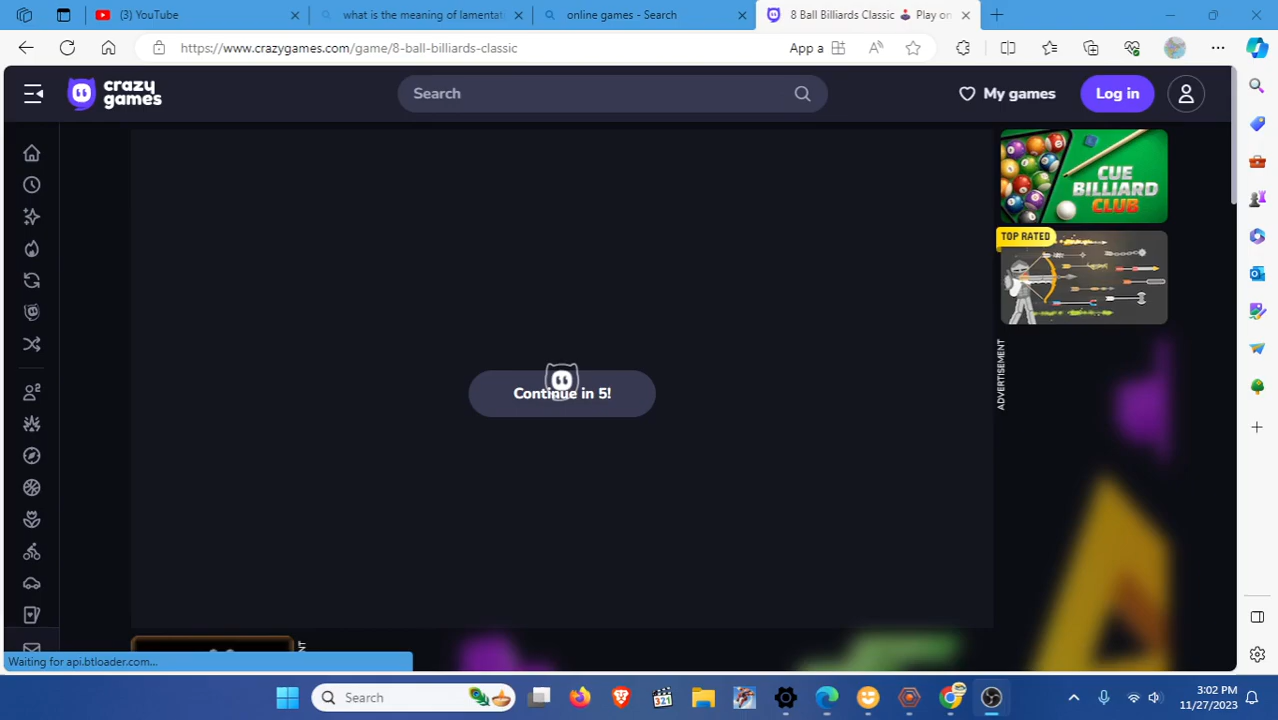 (3) YouTube
what is the meaning of lamentat
online games - Search
8 Ball Billiards Classic
Play on
https://www.crazygames.com/game/8-ball-billiards-classic
App a
crazy
games
Search
My games
Log in
CUE
BILLIARD
CLUB
TOP RATED
ADVERTISEMENT
Continue in 5!
Waiting for api.btloader.com...
Search
321
3:02 PM
11/27/2023